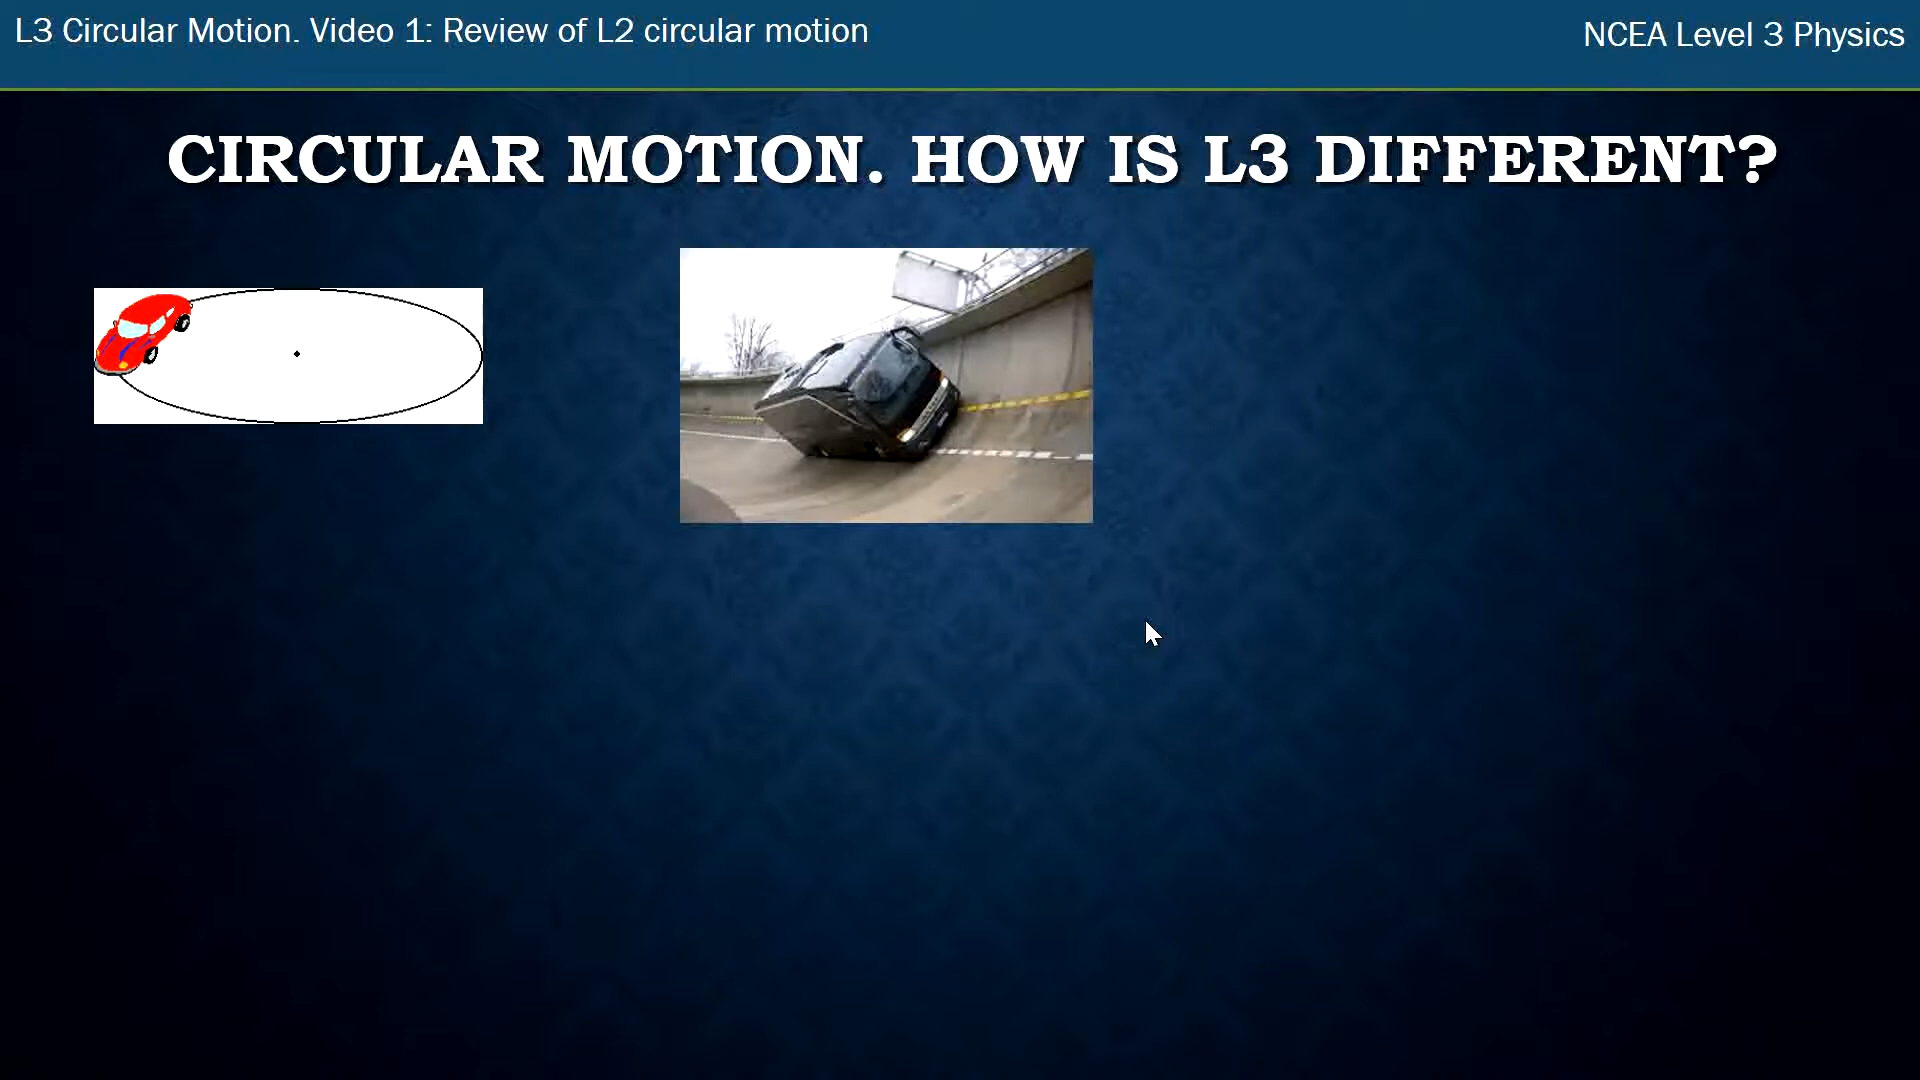 L3 Circular Motion. Video 1: Review of L2 circular motion
NCEA Level 3 Physics
CIRCULAR MOTION. HOW IS L3 DIFFERENT?